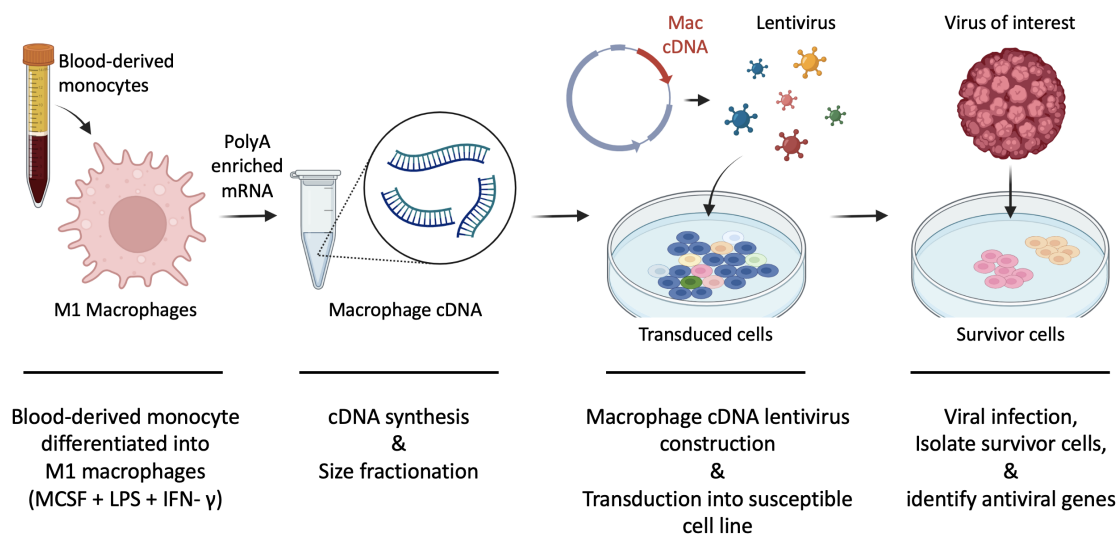 Blood-derived
monocytes
M1 Macrophages
PolyA
enriched
mRNA
Macrophage cDNA
Mac
cDNA
Lentivirus
Transduced cells
Virus of interest
Survivor cells
Blood-derived monocyte
differentiated into
M1 macrophages
(MCSF + LPS + IFN- γ)
cDNA synthesis
&
Size fractionation
Macrophage cDNA lentivirus
construction
&
Transduction into susceptible
cell line
Viral infection,
Isolate survivor cells,
&
identify antiviral genes